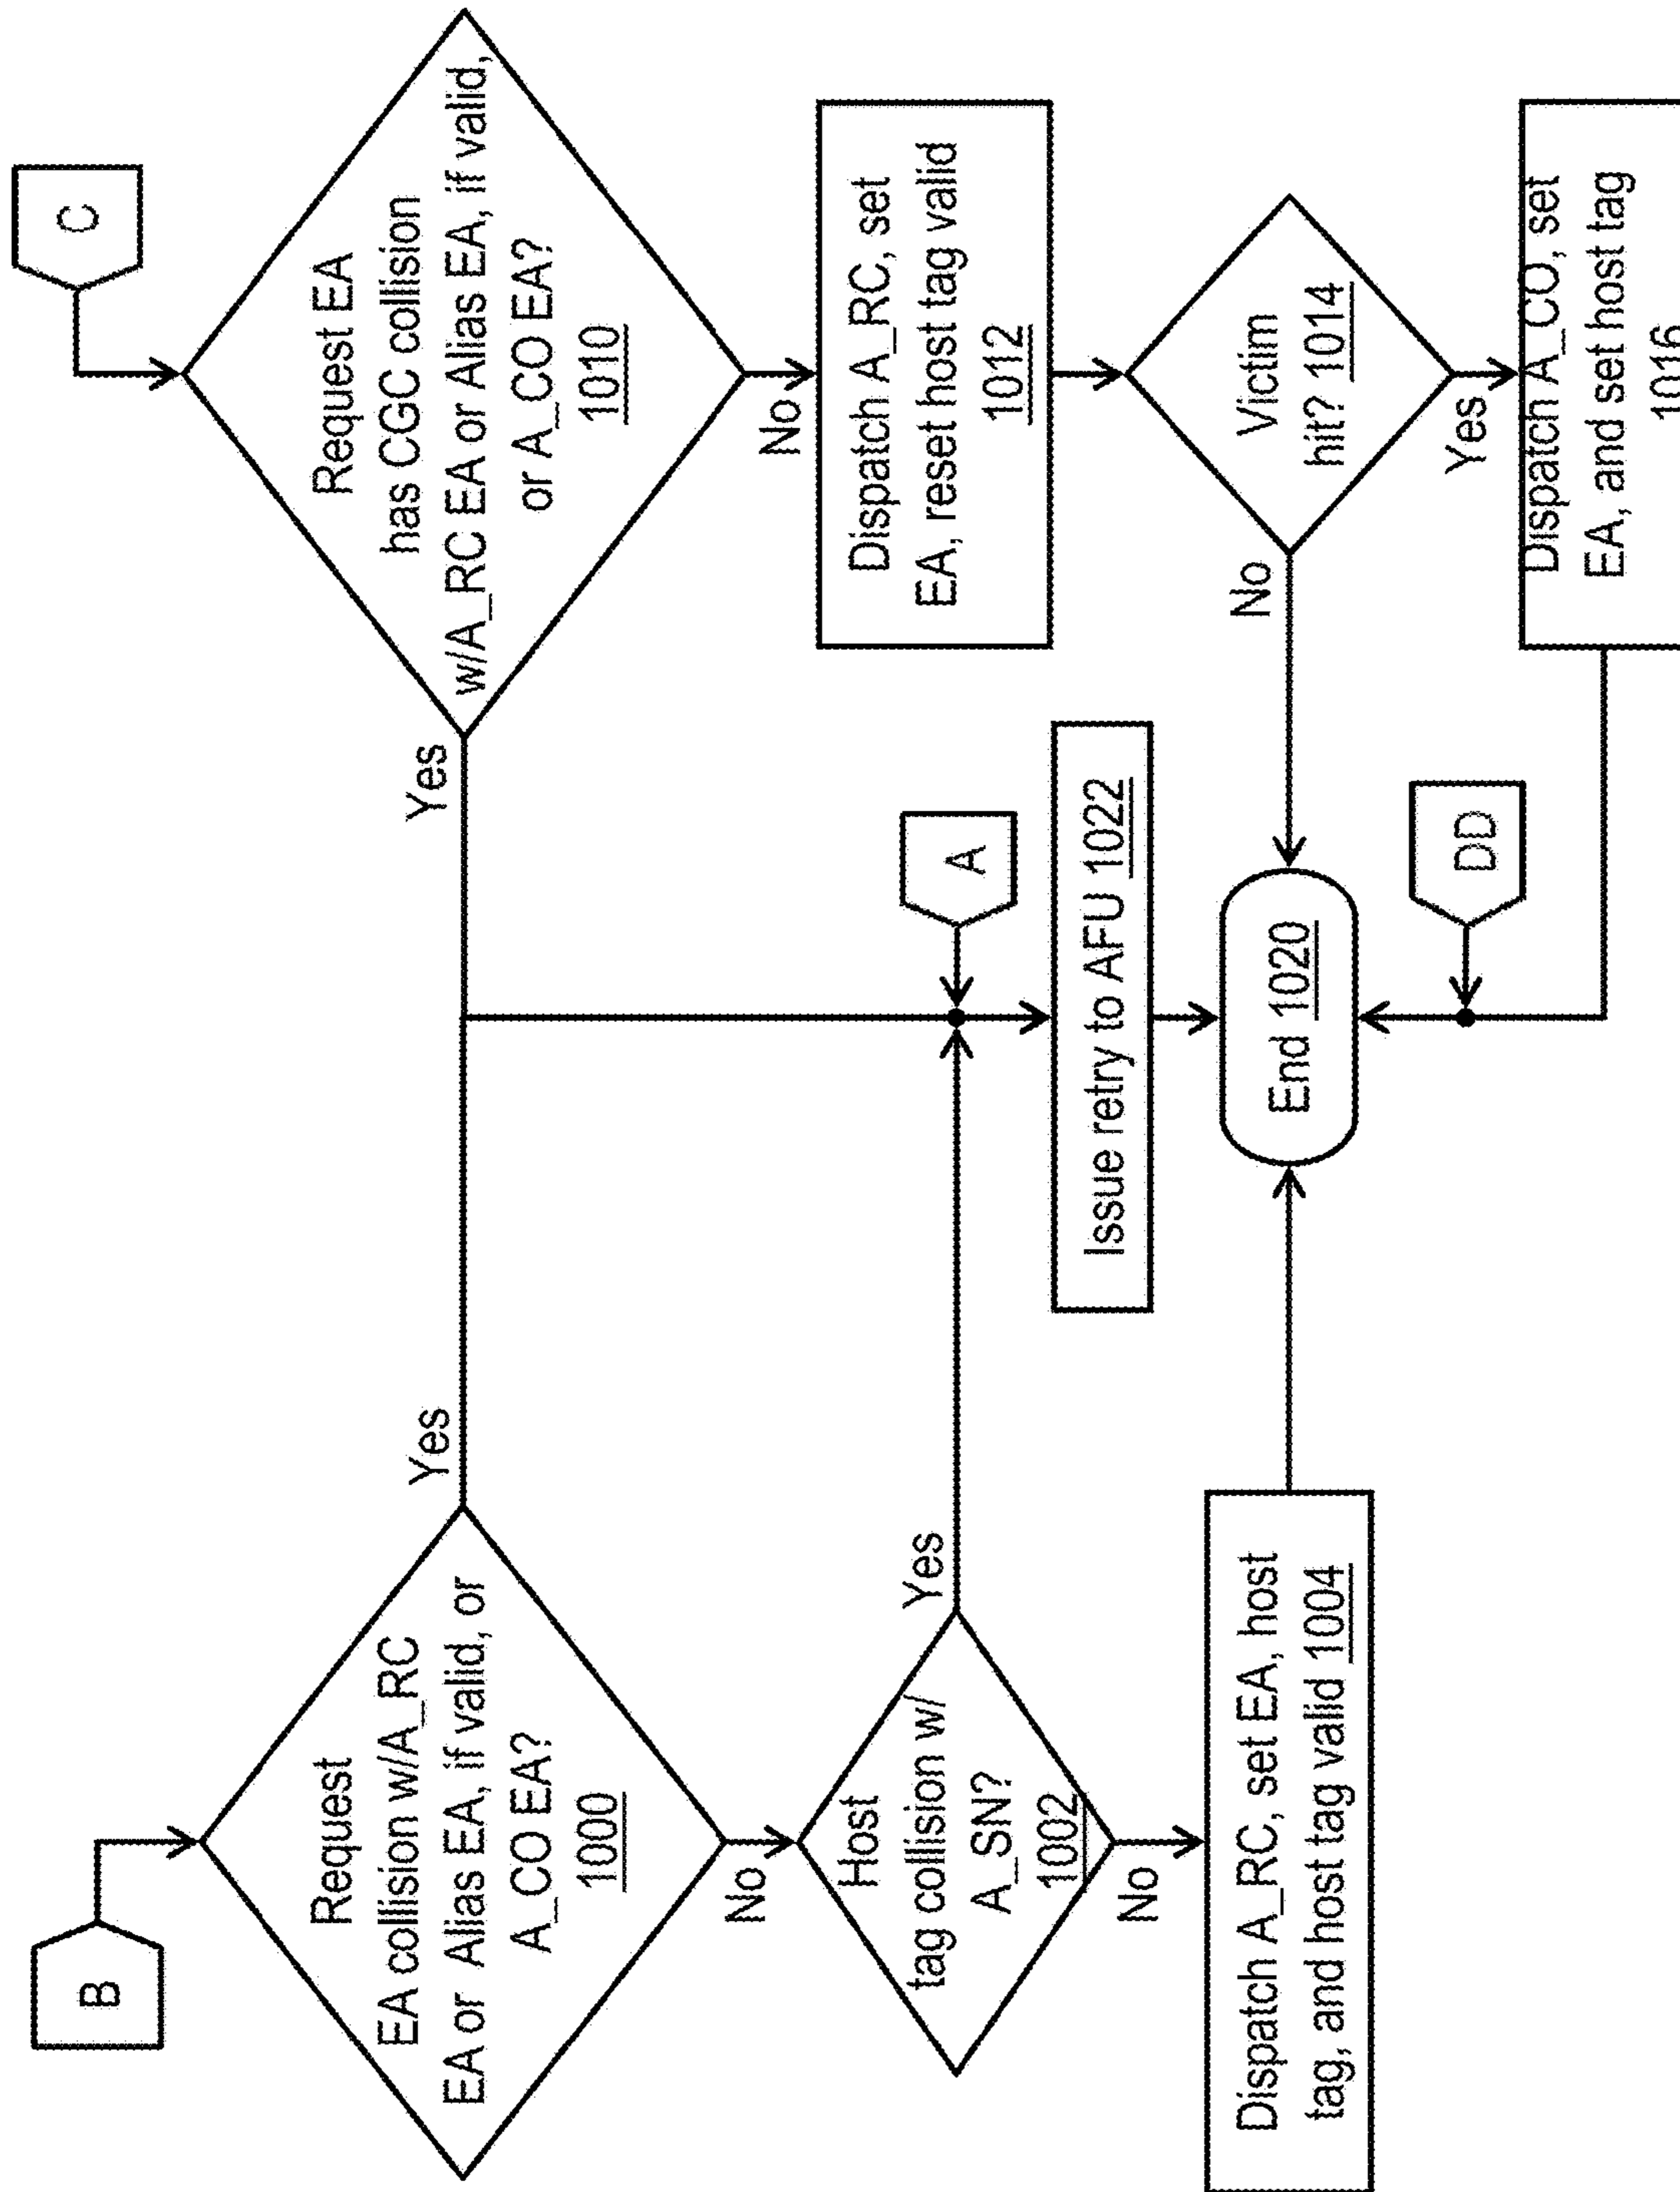 B
Request
EA collision w/A_RC
EA or Alias EA, if valid, or
A_CO EA?
1000
Yes
No
Host
tag collision w/
A_SN?
1002
Yes
No
Dispatch A_RC, set EA, host
tag, and host tag valid 1004
C
Request EA
has CGC collision
w/A_RC EA or Alias EA, if valid,
or A_CO EA?
1010
Yes
No
Dispatch A_RC, set
EA, reset host tag valid
1012
Victim
hit? 1014
No
Yes
Dispatch A_CO, set
EA, and set host tag
1016
A
Issue retry to AFU 1022
End 1020
DD